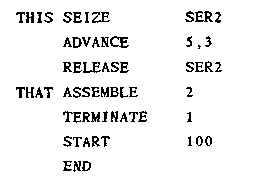 THIS SEIZE SER2
ADVANCE 5,3
RELEASE SER2
THAT ASSEMBLE 2
TERMINATE 1
START 100
END